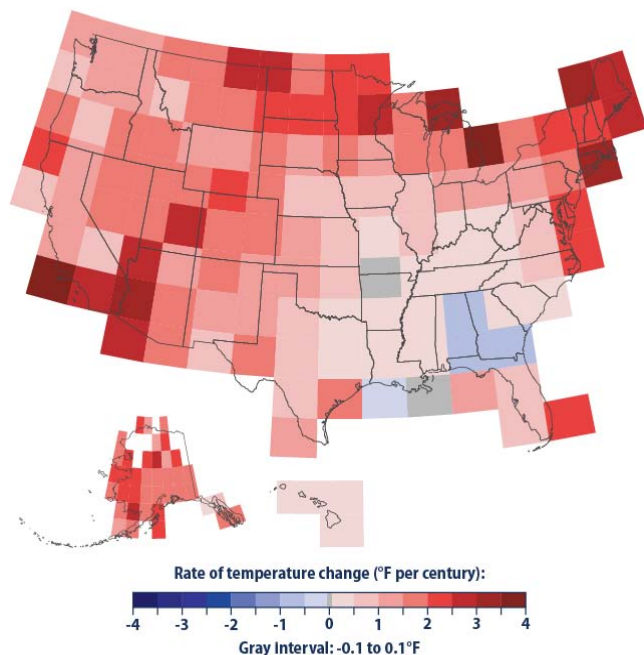 Rate of temperature change (°F per century):
-4 -3 -2 -1 0 1 2 3 4
Gray interval: -0.1 to 0.1°F